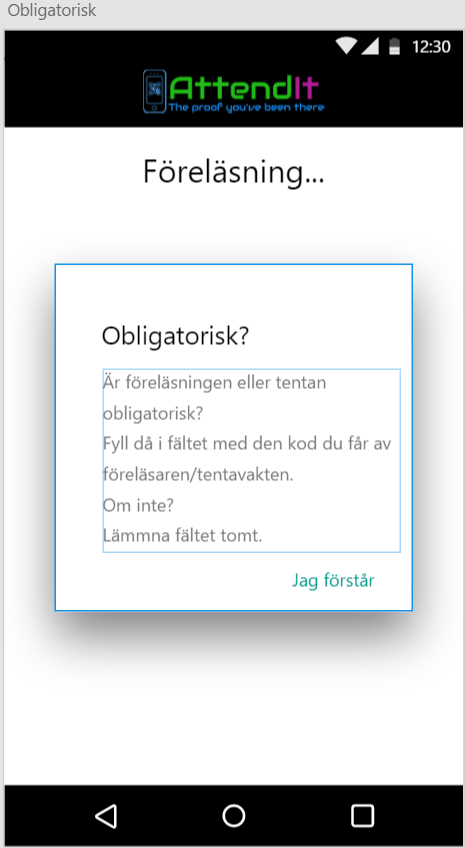 Obligatorisk
12:30
AttendIt
The proof you've been there
Föreläsning...
Obligatorisk?
Är föreläsningen eller tentan
obligatorisk?
Fyll då i fältet med den kod du får av
föreläsaren/tentavakten.
Om inte?
Lämmna fältet tomt.
Jag förstår